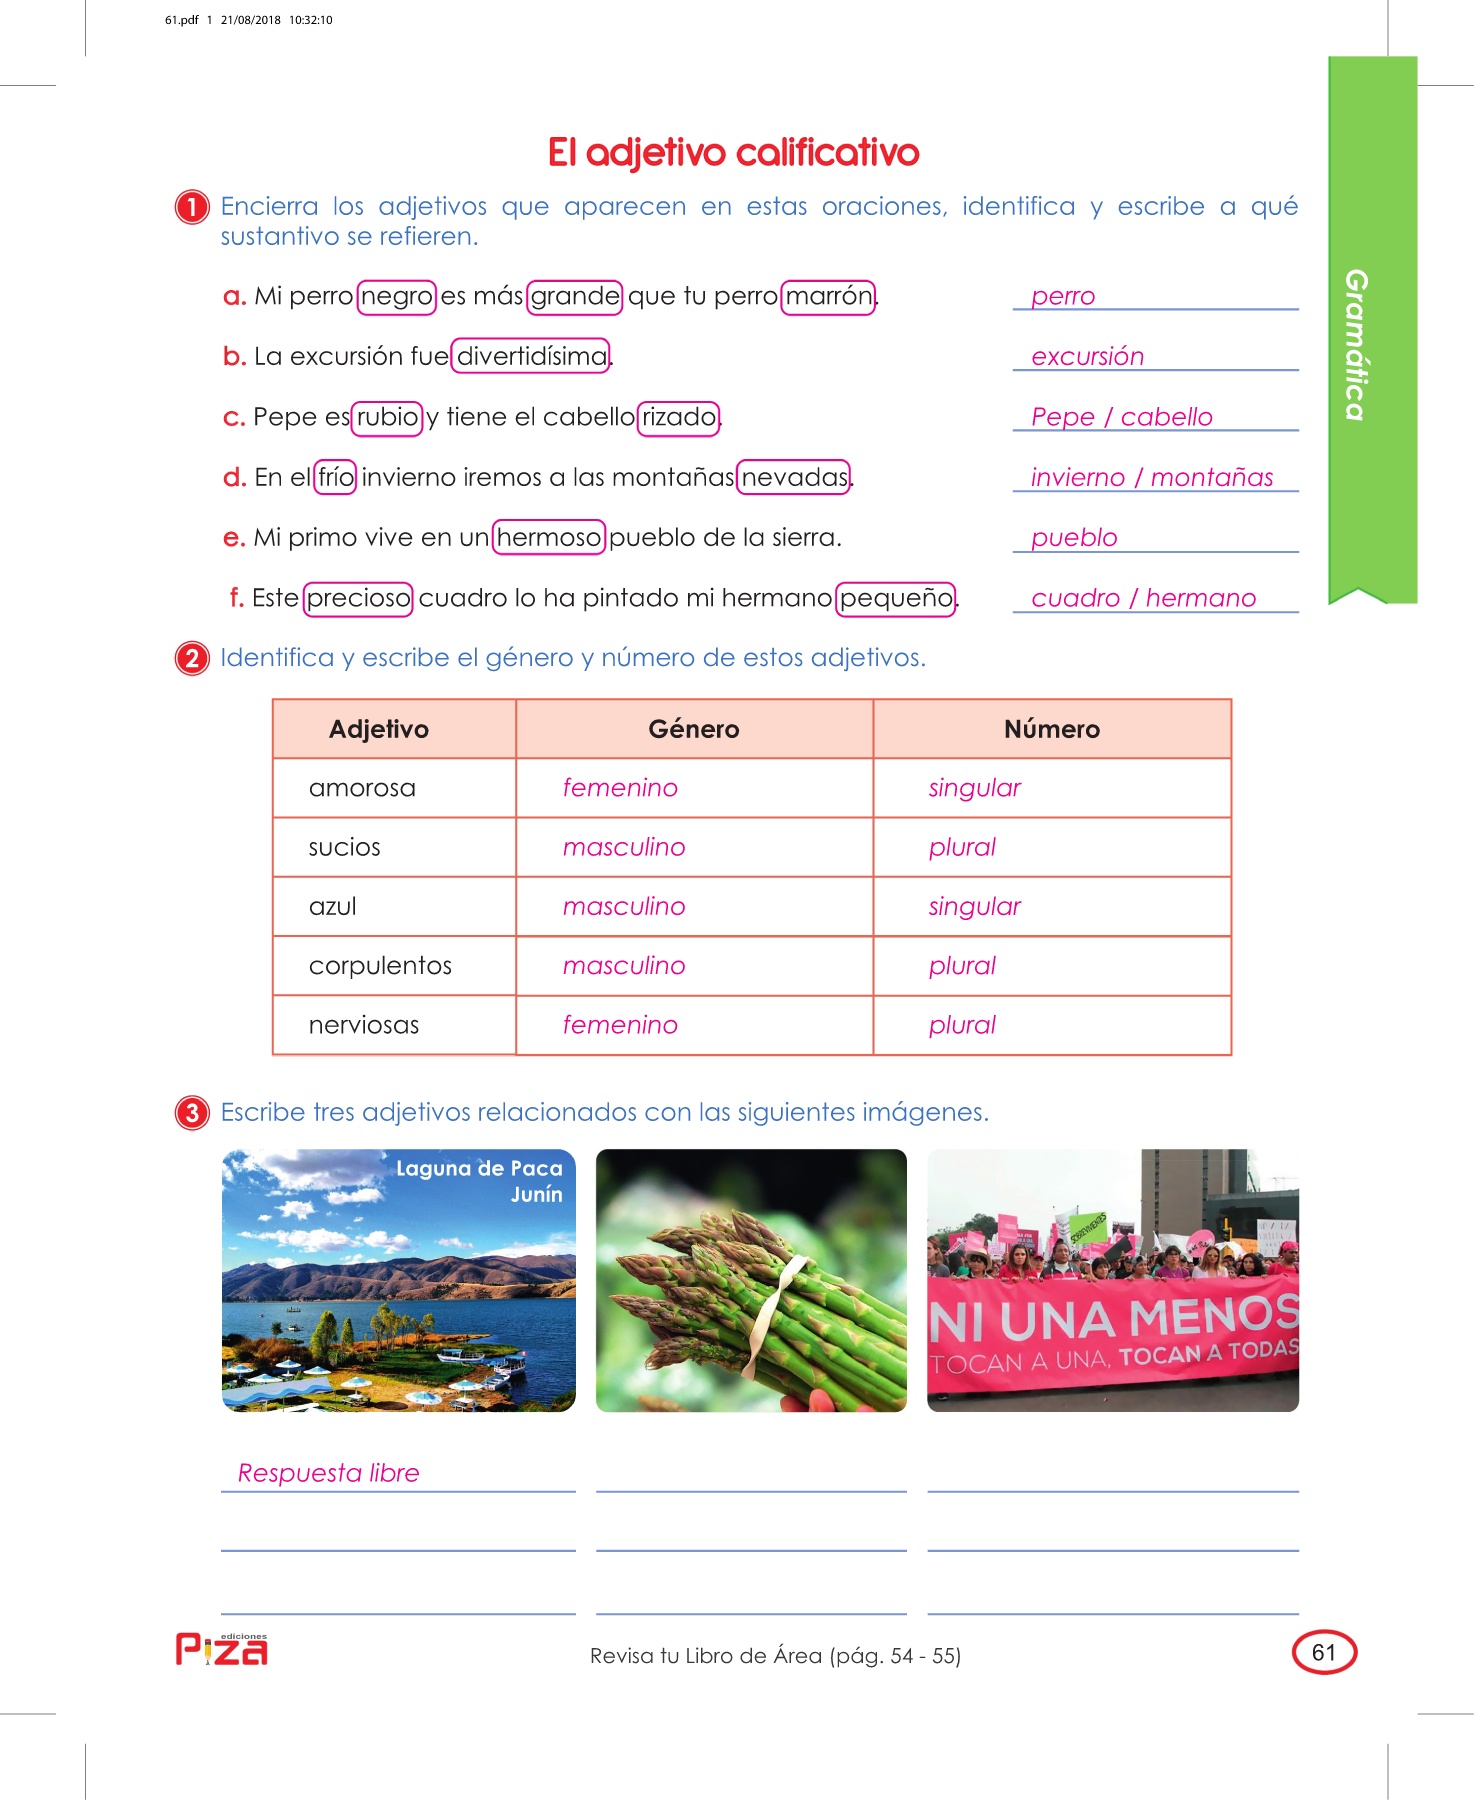 61.pdf 1 21/08/2018 10:32:10
El adjetivo calificativo
1 Encierra los adjetivos que aparecen en estas oraciones, identifica y escribe a qué
sustantivo se refieren.
a. Mi perro negro es más grande que tu perro marrón. perro
b. La excursión fue divertidísima. excursión
c. Pepe es rubio y tiene el cabello rizado. Pepe / cabello
d. En el frío invierno iremos a las montañas nevadas. invierno / montañas
e. Mi primo vive en un hermoso pueblo de la sierra. pueblo
f. Este precioso cuadro lo ha pintado mi hermano pequeño. cuadro / hermano
Gramática
2 Identifica y escribe el género y número de estos adjetivos.
Adjetivo Género Número
amorosa femenino singular
sucios masculino plural
azul masculino singular
corpulentos masculino plural
nerviosas femenino plural
3 Escribe tres adjetivos relacionados con las siguientes imágenes.
Laguna de Paca
Junín
SOBREVIVIENTES
NI UNA MENOS
TOCAN A UNA, TOCAN A TODAS
Respuesta libre
ediciones
Piza
Revisa tu Libro de Área (pág. 54 - 55)
61